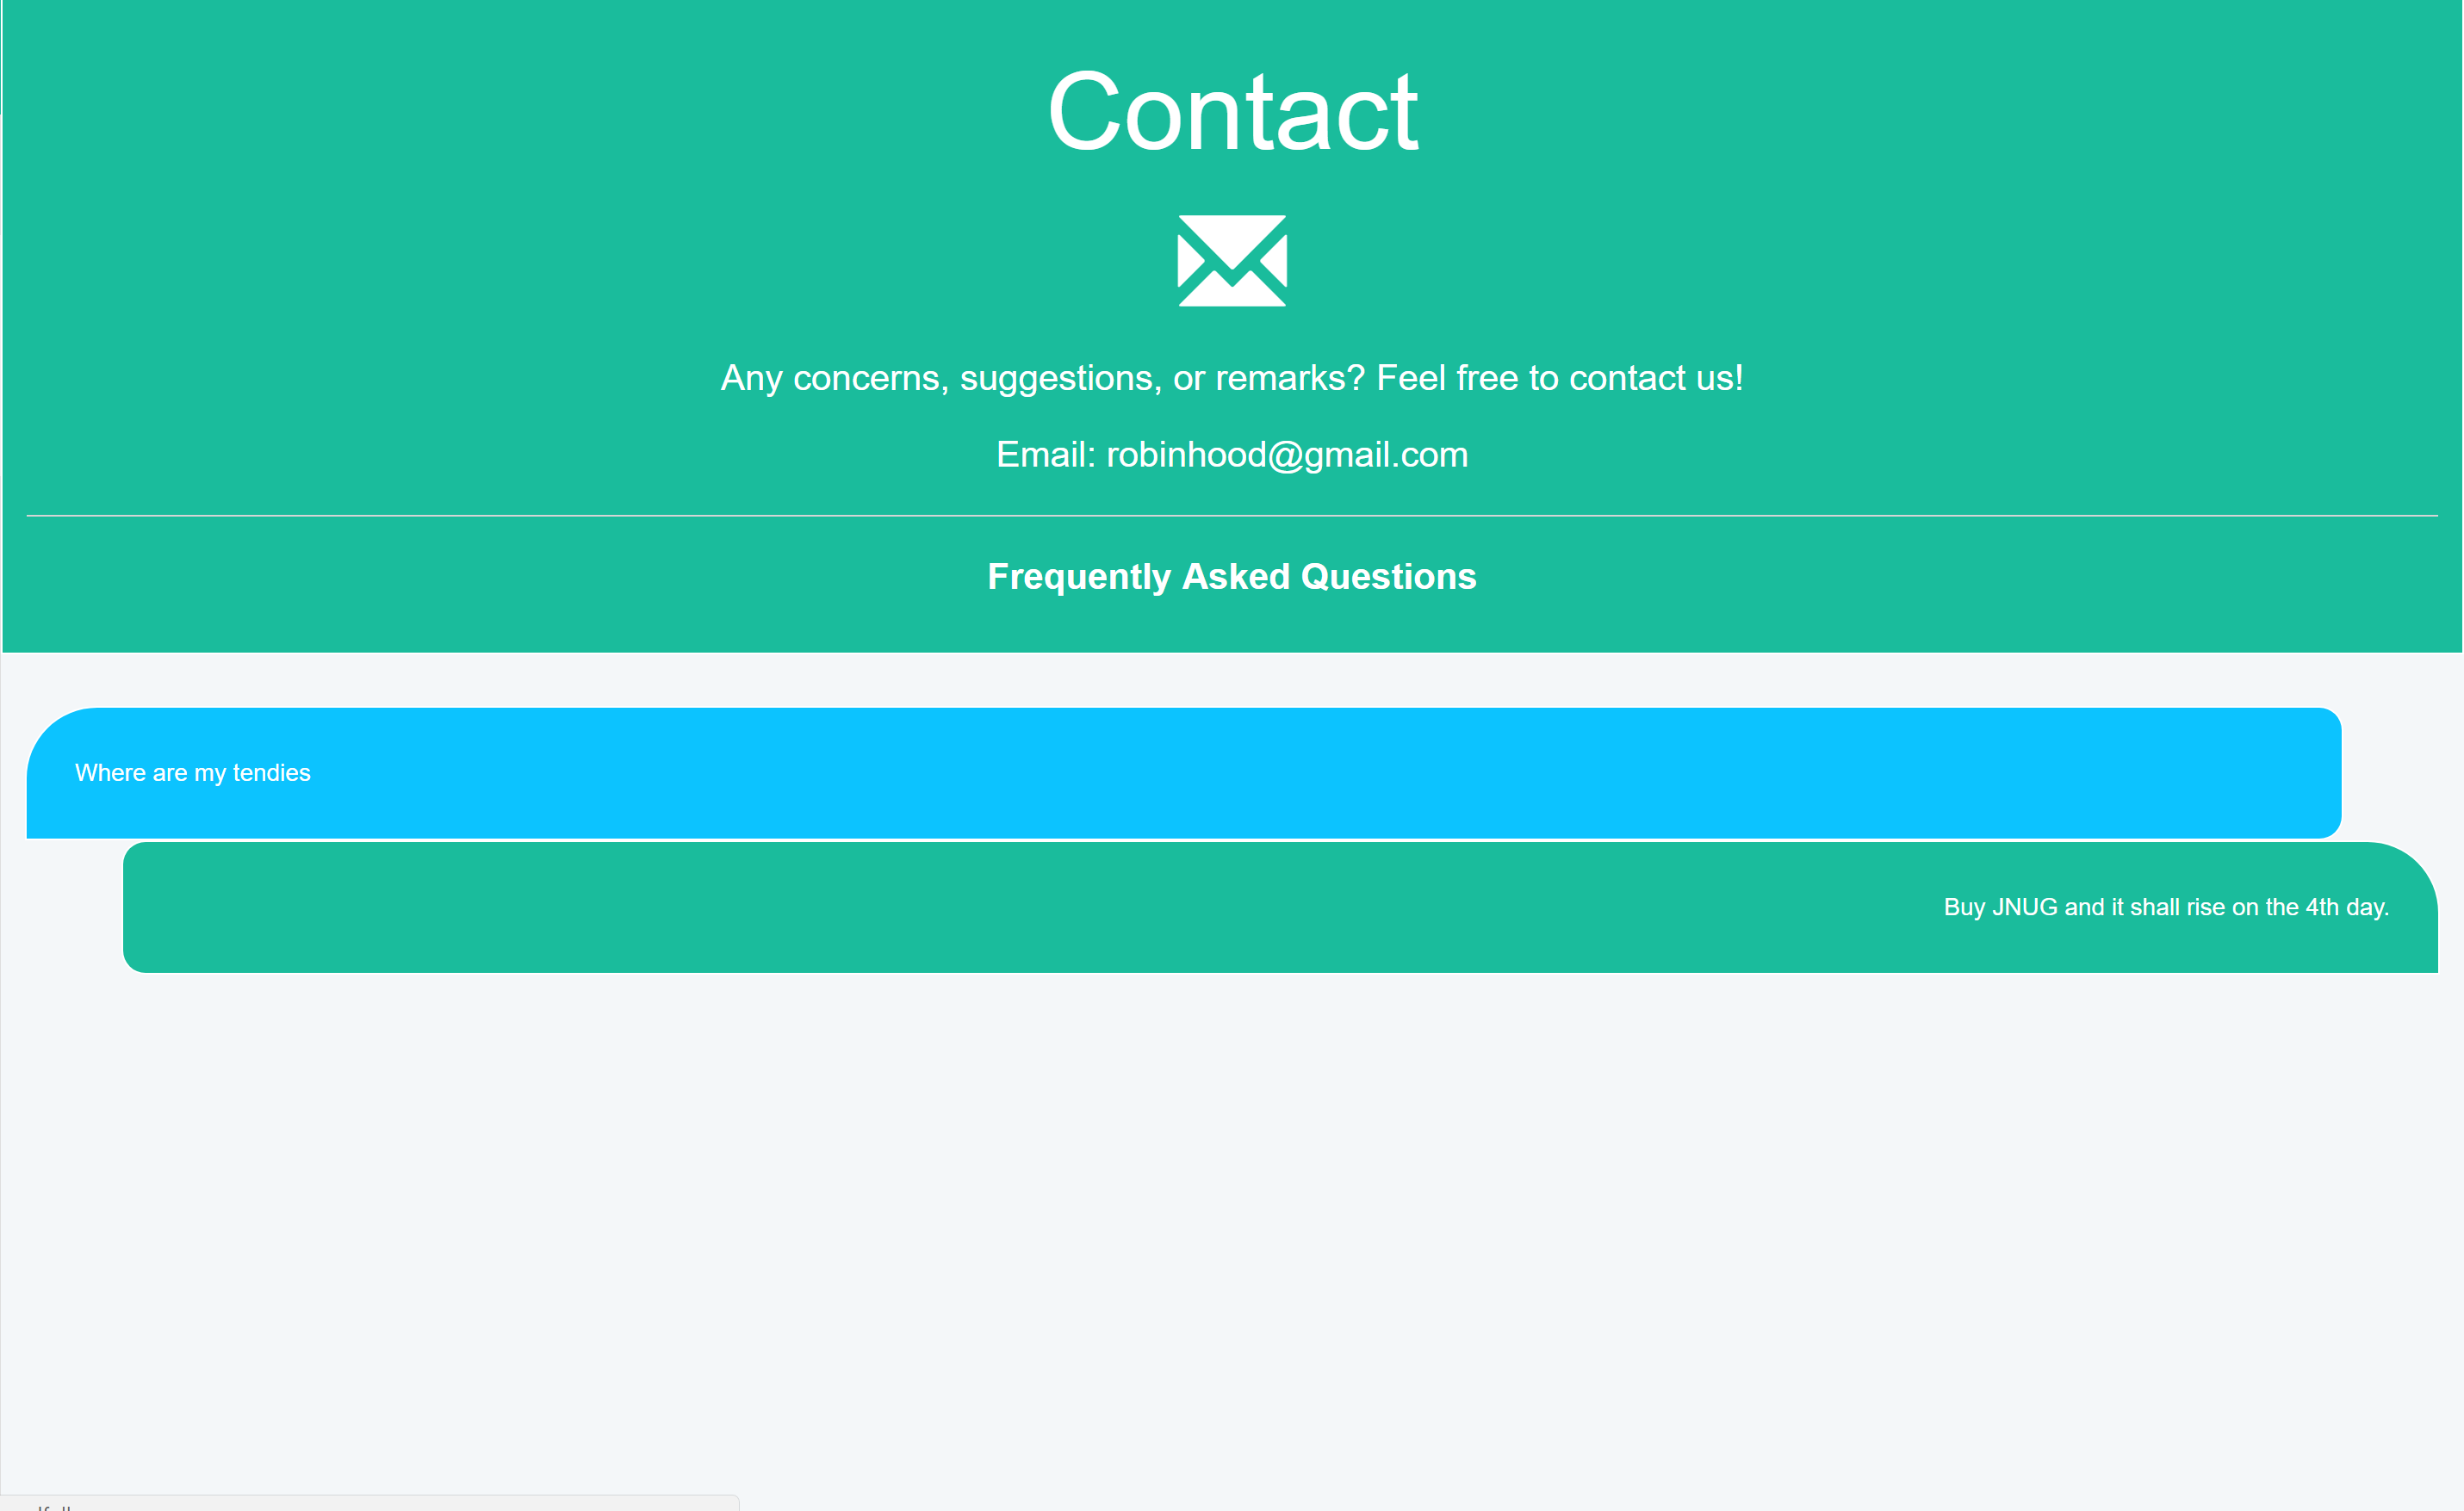 Contact
Any concerns, suggestions, or remarks? Feel free to contact us!
Email: robinhood@gmail.com
Frequently Asked Questions
Where are my tendies
Buy JNUG and it shall rise on the 4th day.